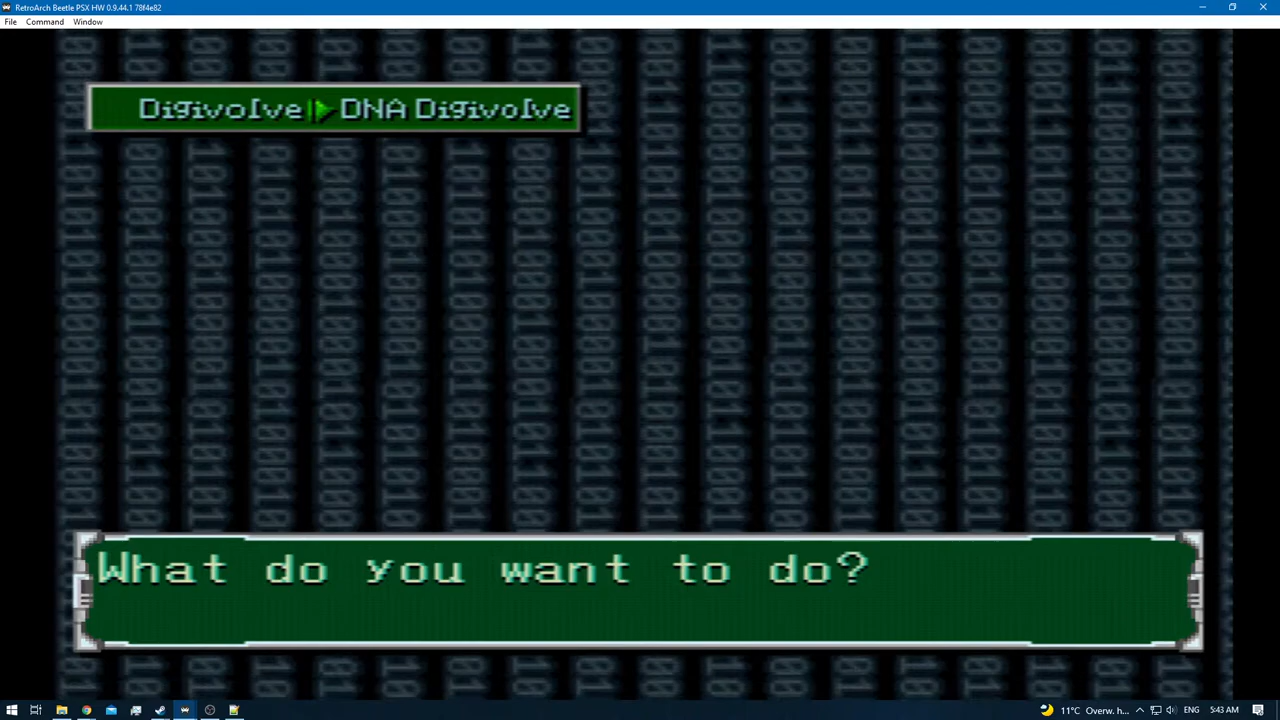 RetroArch Beetle PSX HW 0.9.44.1 78f4e82
File Command Window
Digivolve DNA Digivolve
What do you want to do?
11°C Overw. h... ENG 5:43 AM